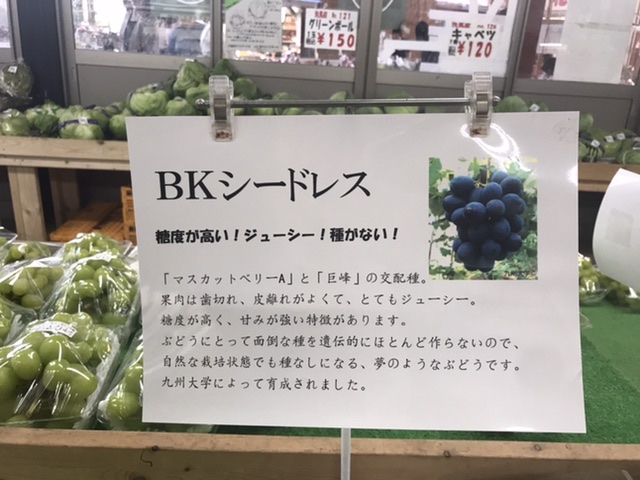 グリーンボール
¥150
キャベツ
¥120
BKシードレス
糖度が高い！ジューシー！種がない！
「マスカットベリーA」と「巨峰」の交配種。
果肉は歯切れ、皮離れがよくて、とてもジューシー。
糖度が高く、甘みが強い特徴があります。
ぶどうにとって面倒な種を遺伝的にほとんど作らないので、
自然な栽培状態でも種なしになる、夢のようなぶどうです。
九州大学によって育成されました。